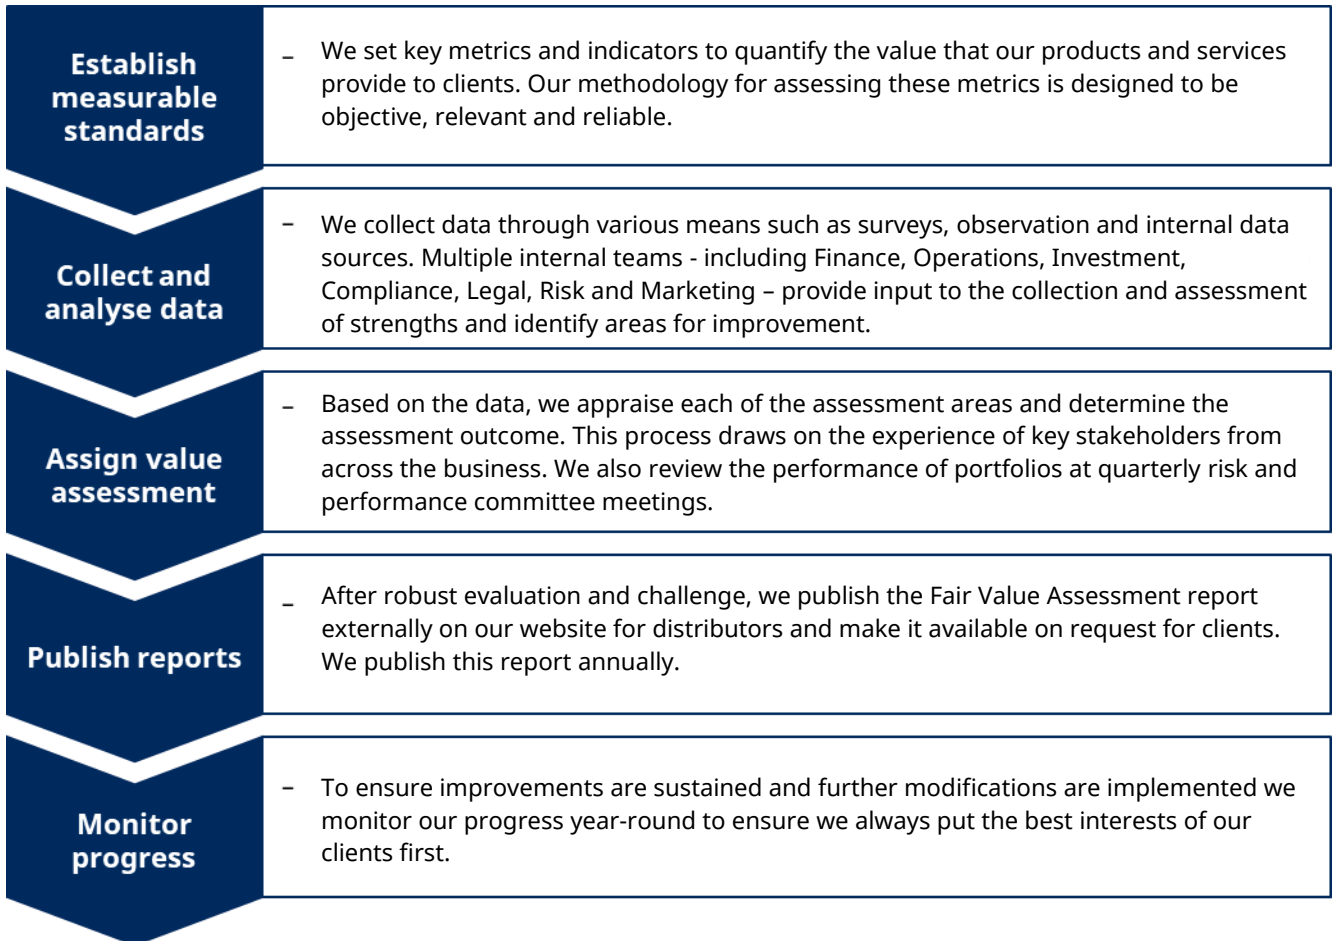 Establish
measurable
standards
– We set key metrics and indicators to quantify the value that our products and services
provide to clients. Our methodology for assessing these metrics is designed to be
objective, relevant and reliable.
Collect and
analyse data
– We collect data through various means such as surveys, observation and internal data
sources. Multiple internal teams - including Finance, Operations, Investment,
Compliance, Legal, Risk and Marketing – provide input to the collection and assessment
of strengths and identify areas for improvement.
Assign value
assessment
– Based on the data, we appraise each of the assessment areas and determine the
assessment outcome. This process draws on the experience of key stakeholders from
across the business. We also review the performance of portfolios at quarterly risk and
performance committee meetings.
Publish reports
– After robust evaluation and challenge, we publish the Fair Value Assessment report
externally on our website for distributors and make it available on request for clients.
We publish this report annually.
Monitor
progress
– To ensure improvements are sustained and further modifications are implemented we
monitor our progress year-round to ensure we always put the best interests of our
clients first.